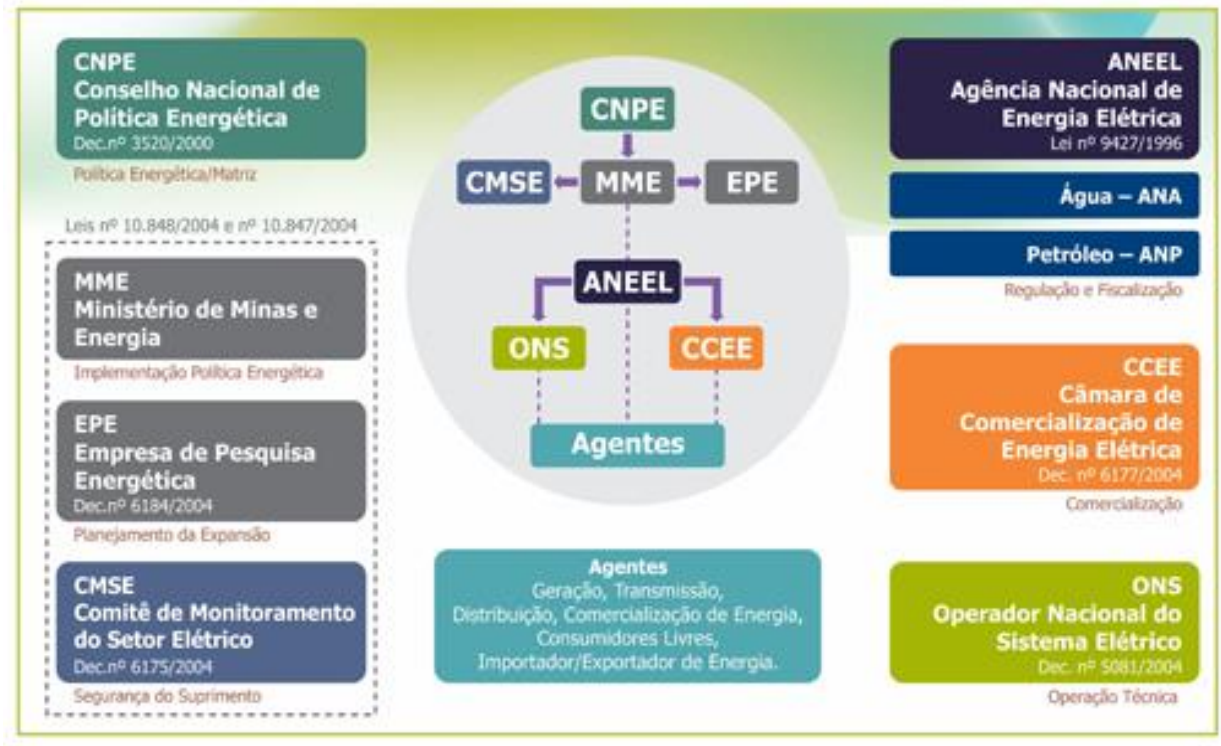 CNPE
Conselho Nacional de
Política Energética
Dec.nº 3520/2000
Política Energética/Matriz
Leis nº 10.848/2004 e nº 10.847/2004
MME
Ministério de Minas e
Energia
Implementação Política Energética
EPE
Empresa de Pesquisa
Energética
Dec.nº 6184/2004
Planejamento da Expansão
CMSE
Comitê de Monitoramento
do Setor Elétrico
Dec.nº 6175/2004
Segurança do Suprimento
CNPE
CMSE
MME
EPE
ANEEL
ONS
CCEE
Agentes
Agentes
Geração, Transmissão,
Distribuição, Comercialização de Energia,
Consumidores Livres,
Importador/Exportador de Energia.
ANEEL
Agência Nacional de
Energia Elétrica
Lei nº 9427/1996
Água – ANA
Petróleo – ANP
Regulação e Fiscalização
CCEE
Câmara de
Comercialização de
Energia Elétrica
Dec. nº 6177/2004
Comercialização
ONS
Operador Nacional do
Sistema Elétrico
Dec. nº 5081/2004
Operação Técnica